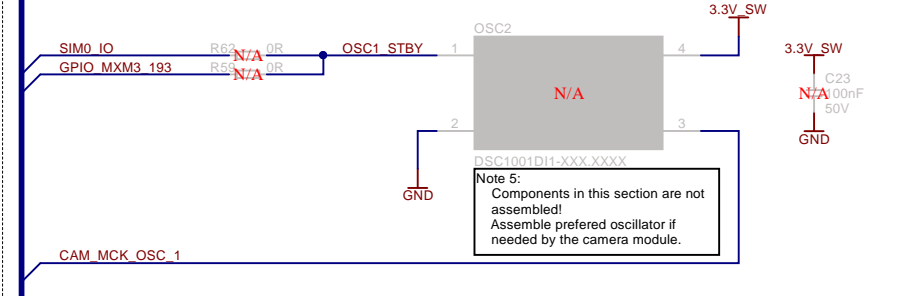 3.3V_SW
OSC2
SIM0_IO
R62
N/A
0R
OSC1_STBY
1
4
3.3V_SW
GPIO_MXM3_193
R59
N/A
0R
C23
N/A
N/A
100nF
50V
2
3
GND
DSC1001DI1-XXX.XXXX
GND
Note 5:
Components in this section are not
assembled!
Assemble prefered oscillator if
needed by the camera module.
CAM_MCK_OSC_1